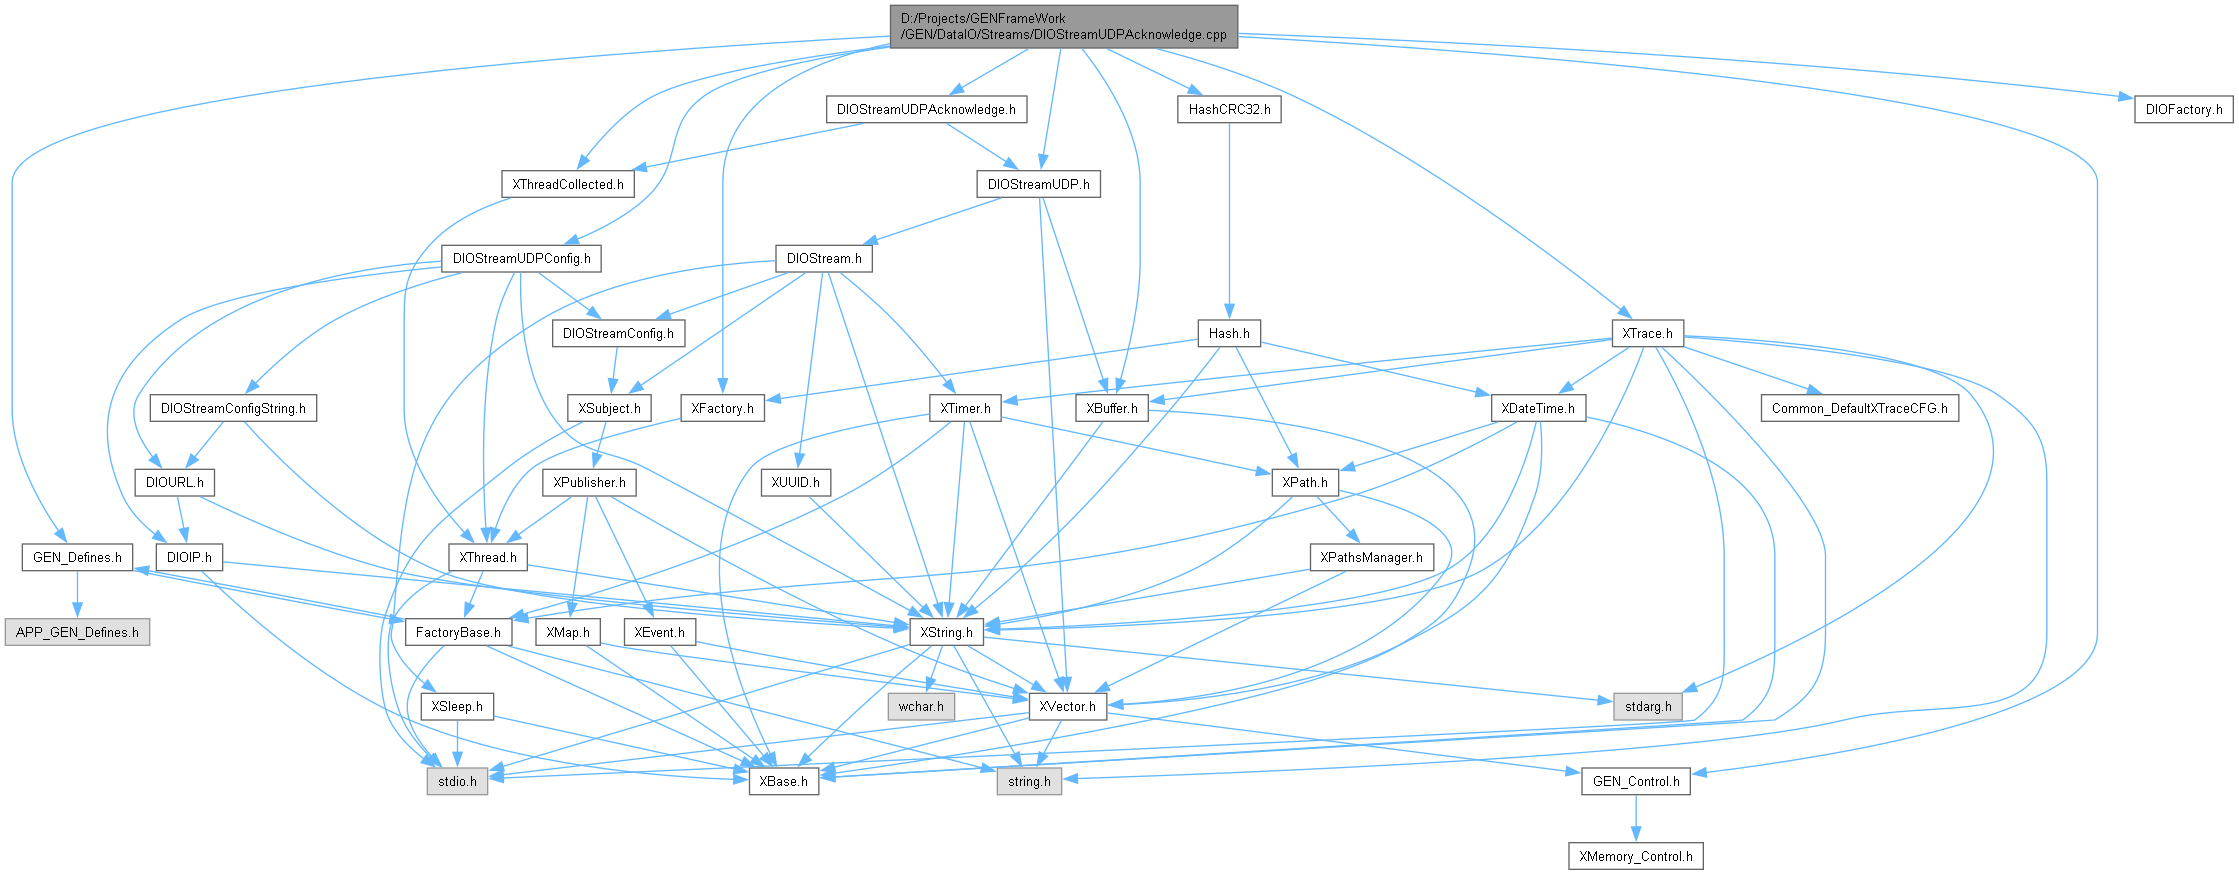 D:/Projects/GENFrameWork
/GEN/DataIO/Streams/DIOStreamUDPAcknowledge.cpp
DIOStreamUDPAcknowledge.h
HashCRC32.h
DIOFactory.h
XThreadCollected.h
DIOStreamUDP.h
DIOStreamUDPConfig.h
DIOStream.h
DIOStreamConfig.h
Hash.h
XTrace.h
DIOStreamConfigString.h
XSubject.h
XFactory.h
XTimer.h
XBuffer.h
XDateTime.h
Common_DefaultXTraceCFG.h
DIOURL.h
XPublisher.h
XUUID.h
XPath.h
GEN_Defines.h
DIOIP.h
XThread.h
XPathsManager.h
APP_GEN_Defines.h
FactoryBase.h
XMap.h
XEvent.h
XString.h
XSleep.h
wchar.h
XVector.h
stdarg.h
stdio.h
XBase.h
string.h
GEN_Control.h
XMemory_Control.h